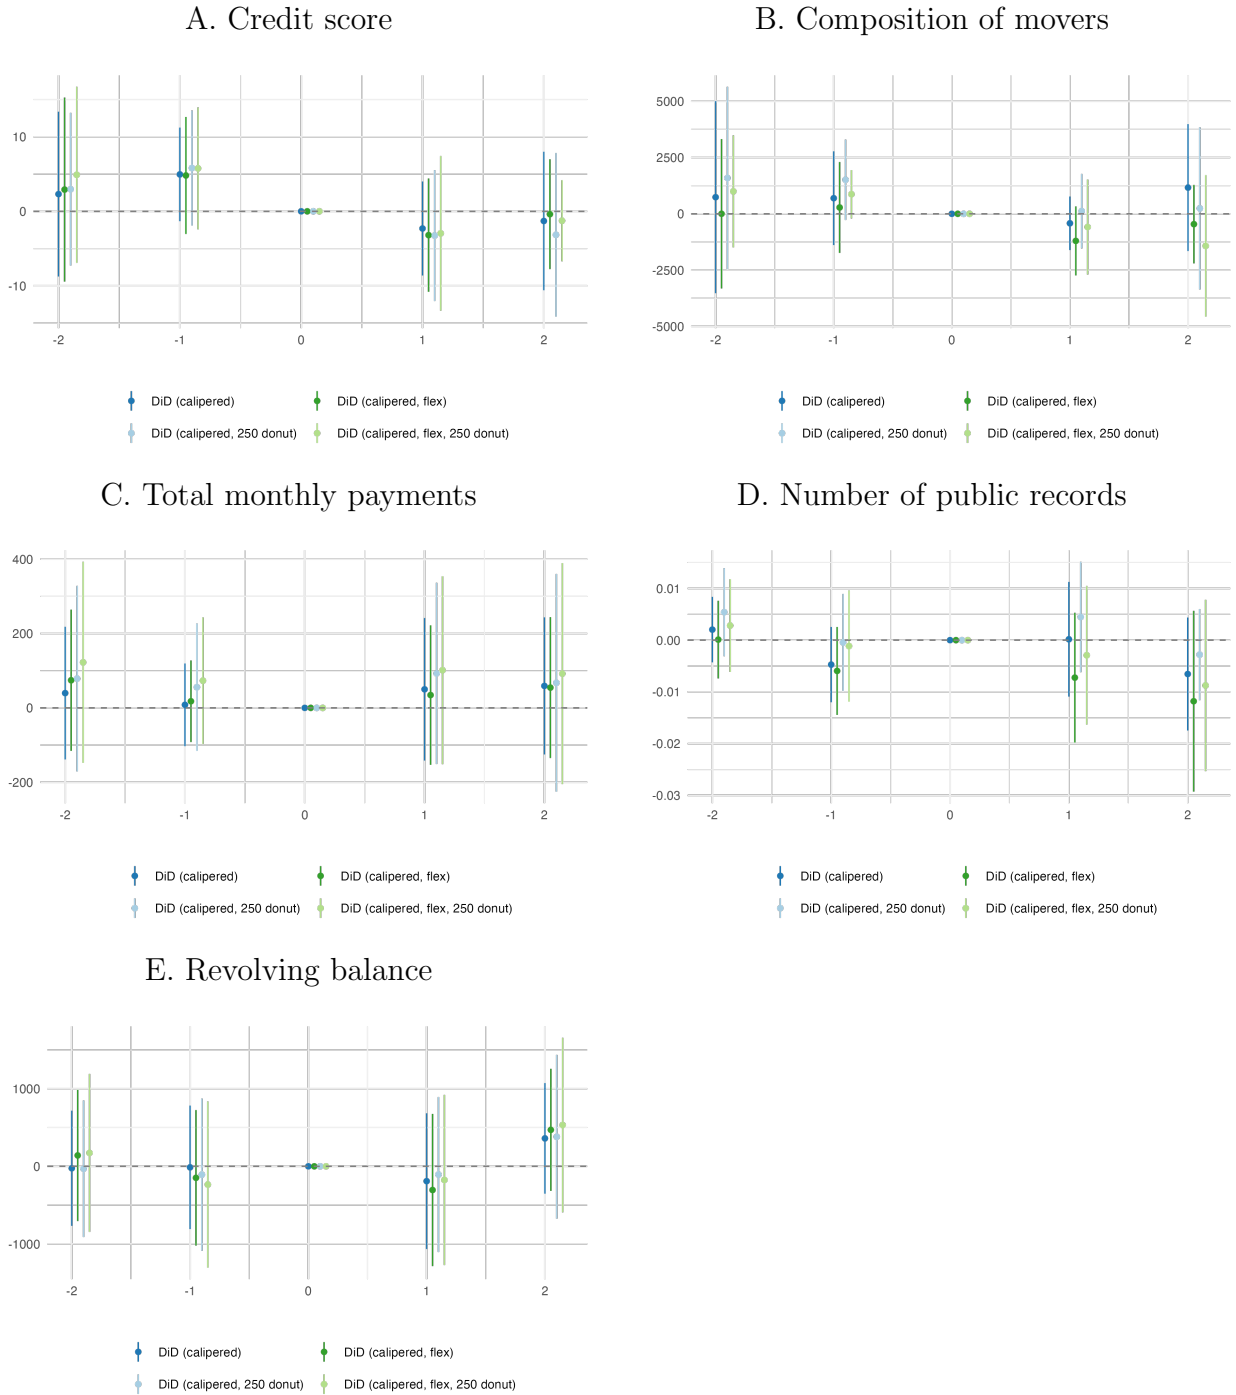 A. Credit score
B. Composition of movers
10
0
-10
-2 -1 0 1 2
5000
2500
0
-2500
-5000
-2 -1 0 1 2
DiD (calipered) DiD (calipered, flex)
DiD (calipered, 250 donut) DiD (calipered, flex, 250 donut)
DiD (calipered) DiD (calipered, flex)
DiD (calipered, 250 donut) DiD (calipered, flex, 250 donut)
C. Total monthly payments
D. Number of public records
400
200
0
-200
-2 -1 0 1 2
0.01
0.00
-0.01
-0.02
-0.03
-2 -1 0 1 2
DiD (calipered) DiD (calipered, flex)
DiD (calipered, 250 donut) DiD (calipered, flex, 250 donut)
DiD (calipered) DiD (calipered, flex)
DiD (calipered, 250 donut) DiD (calipered, flex, 250 donut)
E. Revolving balance
1000
0
-1000
-2 -1 0 1 2
DiD (calipered) DiD (calipered, flex)
DiD (calipered, 250 donut) DiD (calipered, flex, 250 donut)